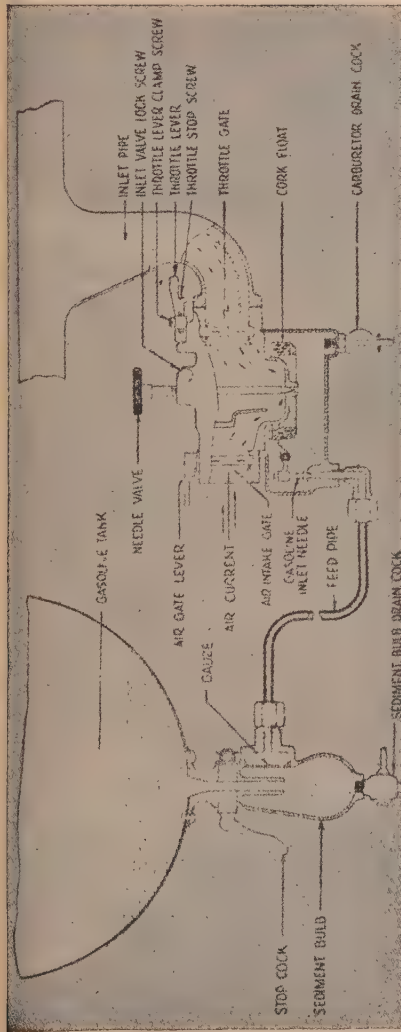 INLET PIPE
INLET VALVE LOCK SCREW
THROTTLE LEVER CLAMP SCREW
THROTTLE LEVER
THROTTLE STOP SCREW
THROTTLE GATE
CORK FLOAT
CARBURETOR DRAIN COCK
NEEDLE VALVE
GASOLINE TANK
AIR GATE LEVER
AIR CURRENT
AIR INTAKE GATE
GASOLINE
INLET NEEDLE
FEED PIPE
GAUZE
SEDIMENT BULB DRAIN COCK
STOP COCK
SEDIMENT BULB